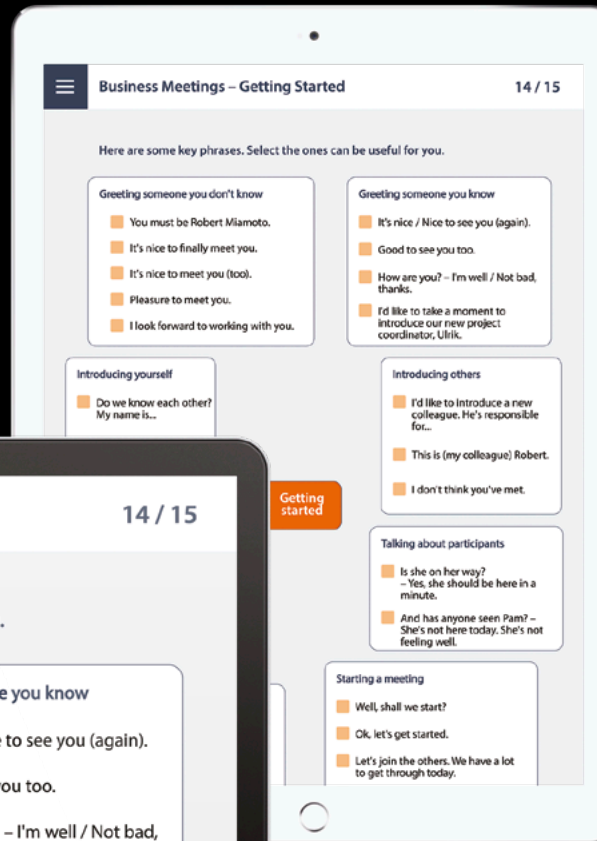 Business Meetings – Getting Started
14 / 15
Here are some key phrases. Select the ones can be useful for you.
Greeting someone you don't know
You must be Robert Miamoto.
It's nice to finally meet you.
It's nice to meet you (too).
Pleasure to meet you.
I look forward to working with you.
Greeting someone you know
It's nice / Nice to see you (again).
Good to see you too.
How are you? – I'm well / Not bad,
thanks.
I'd like to take a moment to
introduce our new project
coordinator, Ulrik.
Introducing yourself
Do we know each other?
My name is...
Introducing others
I'd like to introduce a new
colleague. He's responsible
for...
This is (my colleague) Robert.
I don't think you've met.
Getting
started
Talking about participants
Is she on her way?
– Yes, she should be here in a
minute.
And has anyone seen Pam? –
She's not here today. She's not
feeling well.
Starting a meeting
Well, shall we start?
Ok, let's get started.
Let's join the others. We have a lot
to get through today.
14 / 15
.
e you know
e to see you (again).
ou too.
– I'm well / Not bad,